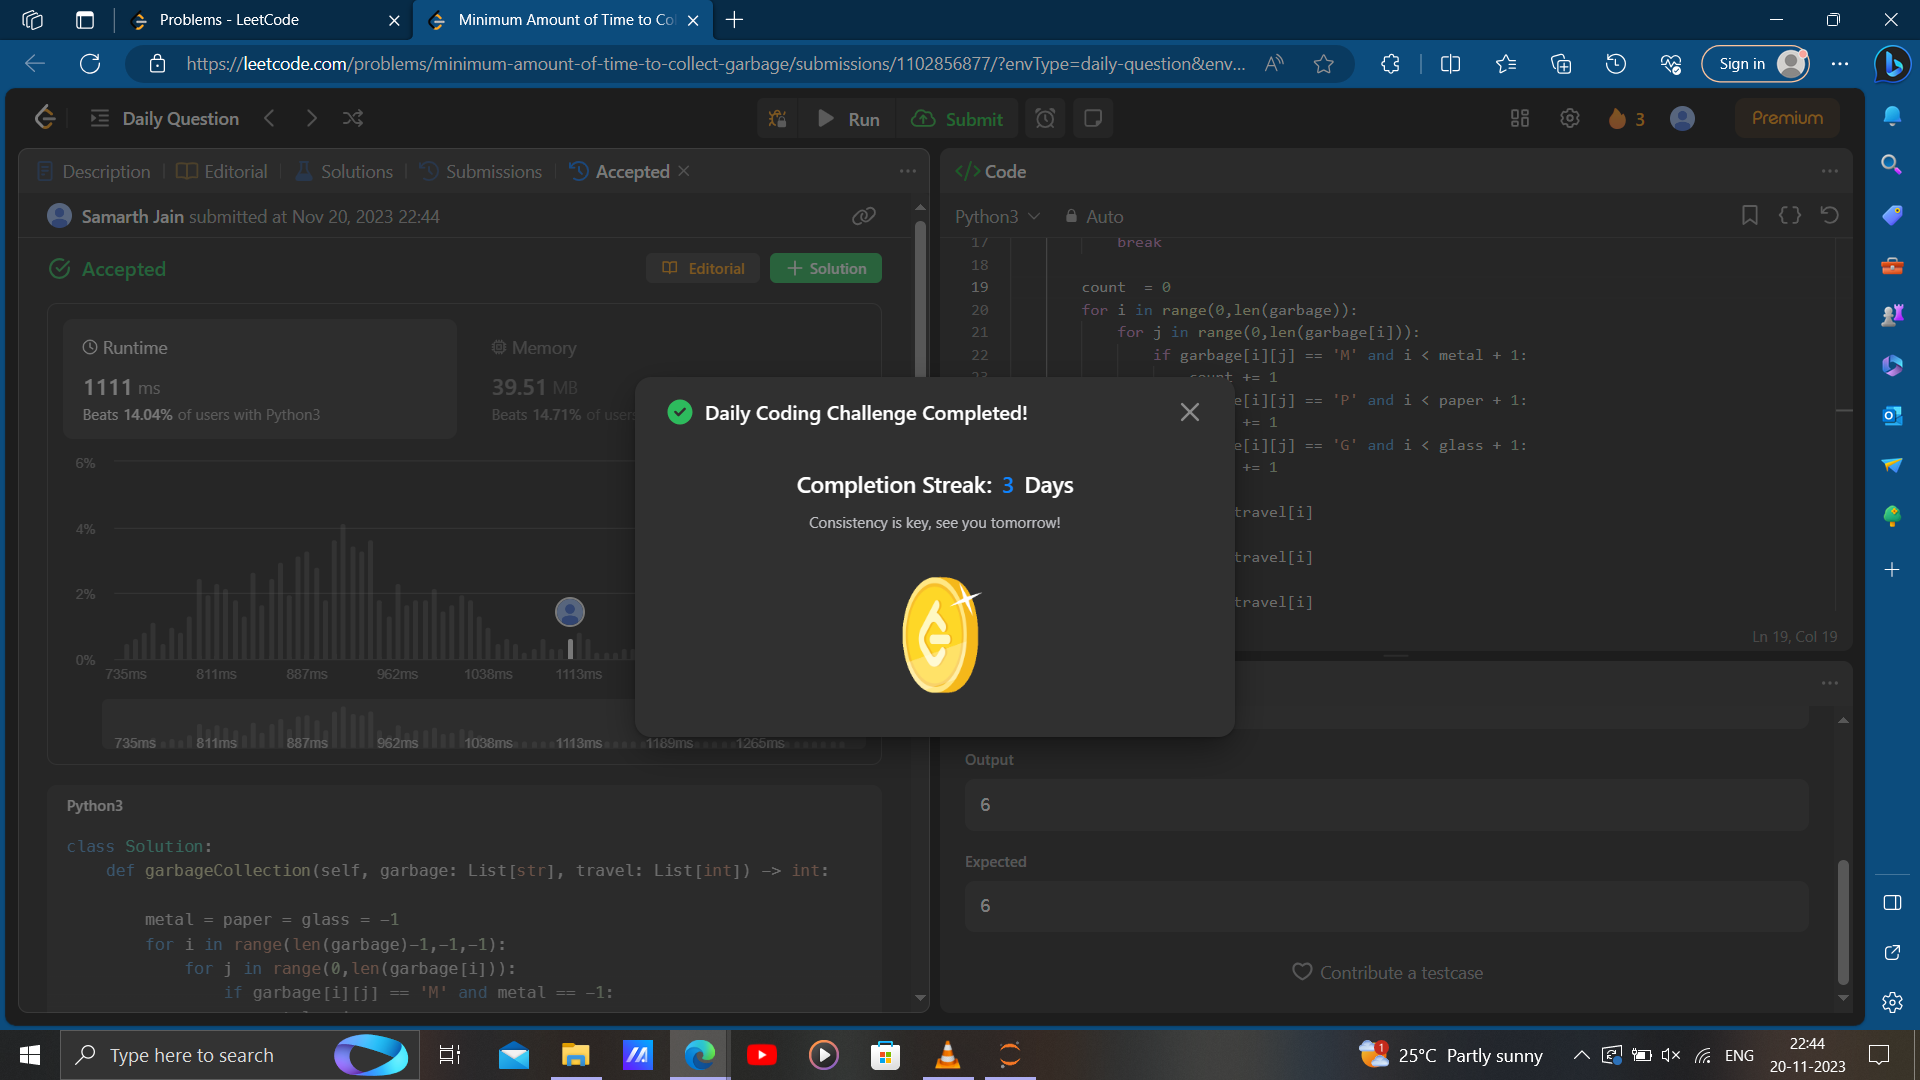 Problems - LeetCode
Minimum Amount of Time to Co
https://leetcode.com/problems/minimum-amount-of-time-to-collect-garbage/submissions/1102856877/?envType=daily-question&env...
Sign in
Daily Question
Run
Submit
3
Premium
Description
Editorial
Solutions
Submissions
Accepted
Samarth Jain submitted at Nov 20, 2023 22:44
Accepted
Editorial
+ Solution
Runtime
1111 ms
Beats 14.04% of users with Python3
Memory
39.51 MB
Beats 14.71% of users
6%
4%
2%
0%
735ms 811ms 887ms 962ms 1038ms 1113ms
735ms 811ms 887ms 962ms 1038ms 1113ms 1189ms 1265ms
Python3
class Solution:
def garbageCollection(self, garbage: List[str], travel: List[int]) -> int:
metal = paper = glass = -1
for i in range(len(garbage)-1,-1,-1):
for j in range(0,len(garbage[i])):
if garbage[i][j] == 'M' and metal == -1:
Daily Coding Challenge Completed!
Completion Streak: 3 Days
Consistency is key, see you tomorrow!
</> Code
Python3
Auto
17 break
18
19 count = 0
20 for i in range(0,len(garbage)):
21 for j in range(0,len(garbage[i])):
22 if garbage[i][j] == 'M' and i < metal + 1:
23 count += 1
e[i][j] == 'P' and i < paper + 1:
+= 1
e[i][j] == 'G' and i < glass + 1:
+= 1
travel[i]
travel[i]
travel[i]
Ln 19, Col 19
Output
6
Expected
6
Contribute a testcase
Type here to search
1
25°C Partly sunny
ENG
22:44
20-11-2023